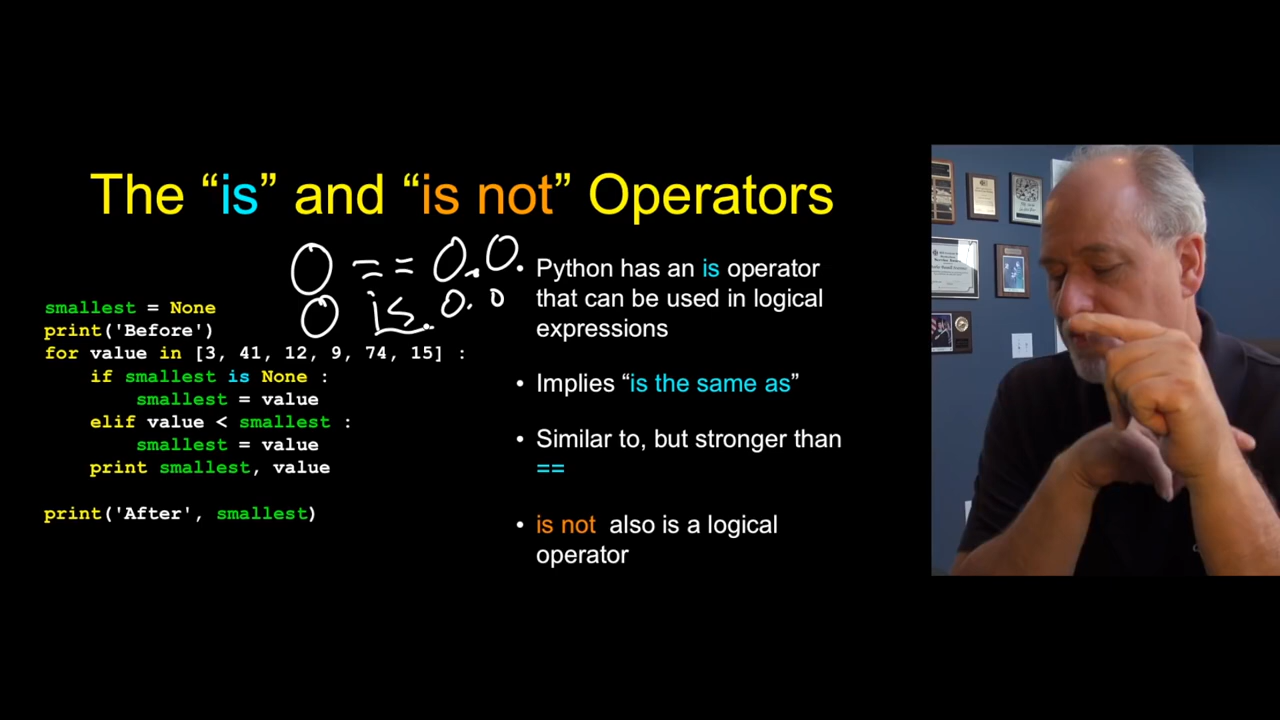 The “is” and “is not” Operators
0 == 0.0
0 is 0.0
smallest = None
print('Before')
for value in [3, 41, 12, 9, 74, 15] :
    if smallest is None :
        smallest = value
    elif value < smallest :
        smallest = value
    print smallest, value
print('After', smallest)
• Python has an is operator
that can be used in logical
expressions
• Implies “is the same as”
• Similar to, but stronger than
==
• is not also is a logical
operator